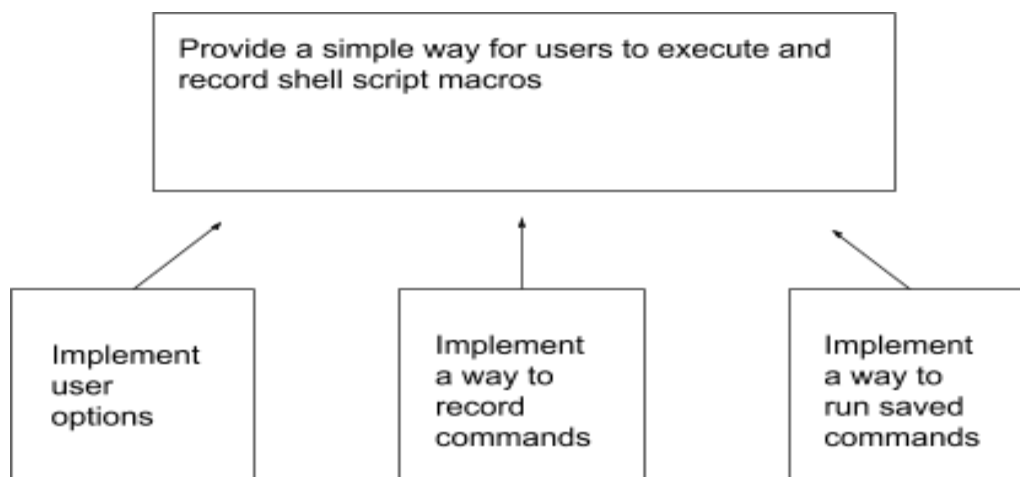 Provide a simple way for users to execute and
record shell script macros
Implement
user
options
Implement
a way to
record
commands
Implement
a way to
run saved
commands